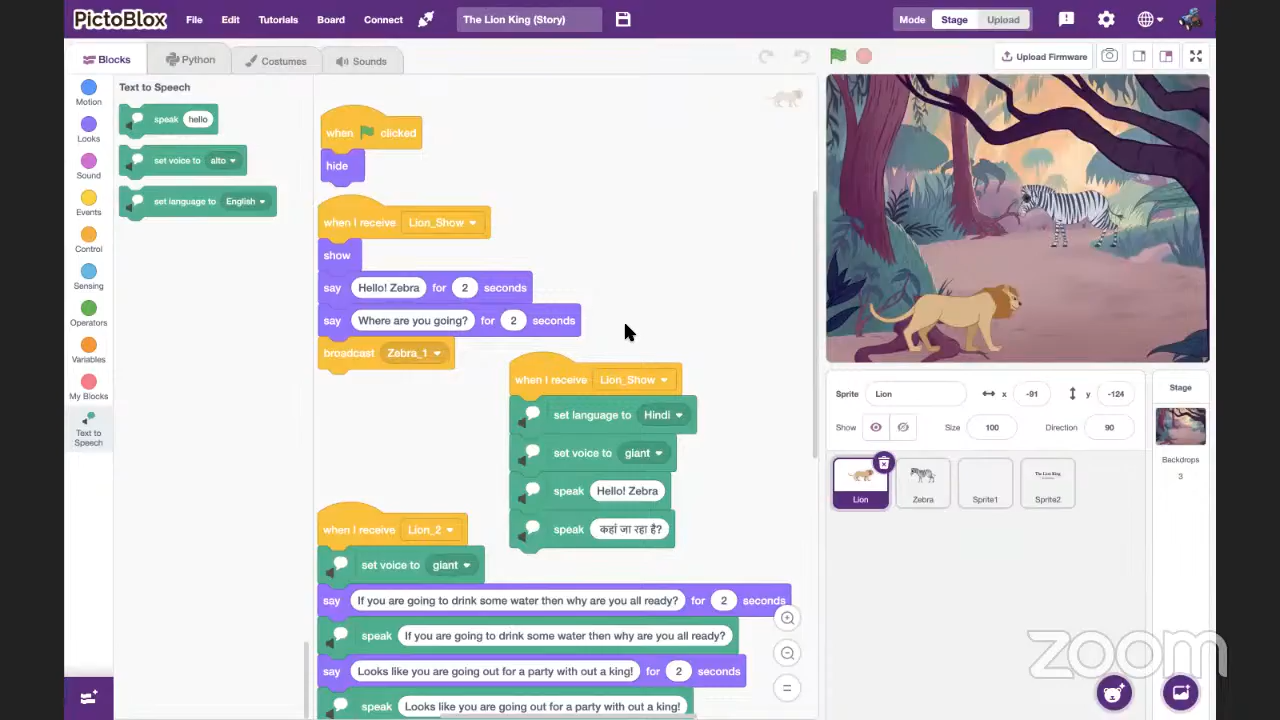 PictoBlox
File
Edit
Tutorials
Board
Connect
The Lion King (Story)
Mode
Stage
Upload
Blocks
Python
Costumes
Sounds
Upload Firmware
Motion
Looks
Sound
Events
Control
Sensing
Operators
Variables
My Blocks
Text to
Speech
Text to Speech
speak hello
set voice to alto
set language to English
when clicked
hide
when I receive Lion_Show
show
say Hello! Zebra for 2 seconds
say Where are you going? for 2 seconds
broadcast Zebra_1
when I receive Lion_Show
set language to Hindi
set voice to giant
speak Hello! Zebra
speak कहां जा रहा है?
when I receive Lion_2
set voice to giant
say If you are going to drink some water then why are you all ready? for 2 seconds
speak If you are going to drink some water then why are you all ready?
say Looks like you are going out for a party with out a king! for 2 seconds
speak Looks like you are going out for a party with out a king!
Sprite Lion x -91 y -124
Show Size 100 Direction 90
Lion
Zebra
Sprite1
The Lion King
Sprite2
Stage
Backdrops
3
zoom